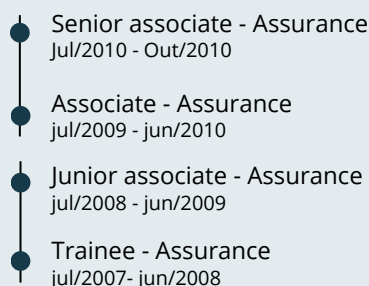 Senior associate - Assurance
Jul/2010 - Out/2010
Associate - Assurance
jul/2009 - jun/2010
Junior associate - Assurance
jul/2008 - jun/2009
Trainee - Assurance
jul/2007- jun/2008